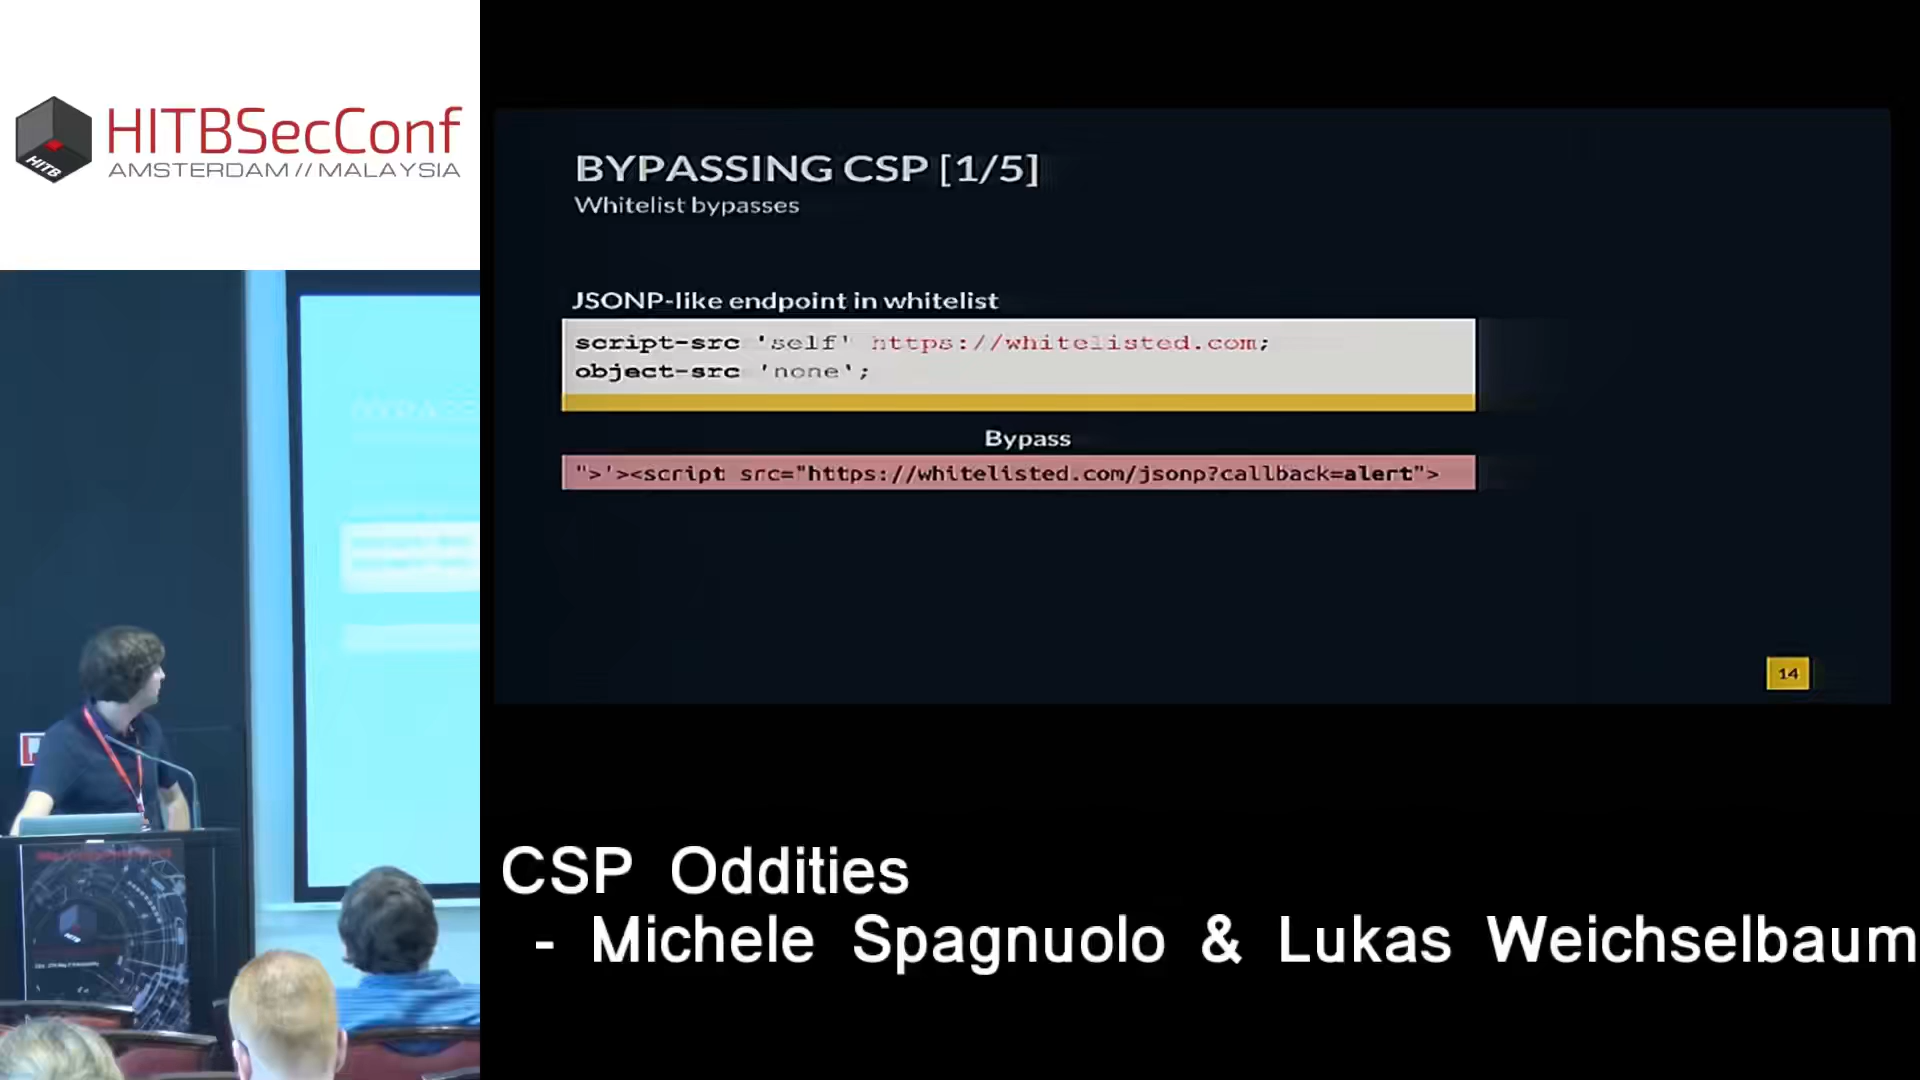 HITBSecConf
AMSTERDAM // MALAYSIA
HITB
BYPASSING CSP [1/5]
Whitelist bypasses
JSONP-like endpoint in whitelist
script-src 'self' https://whitelisted.com;
object-src 'none';
Bypass
">'><script src="https://whitelisted.com/jsonp?callback=alert">
14
CSP Oddities
- Michele Spagnuolo & Lukas Weichselbaum